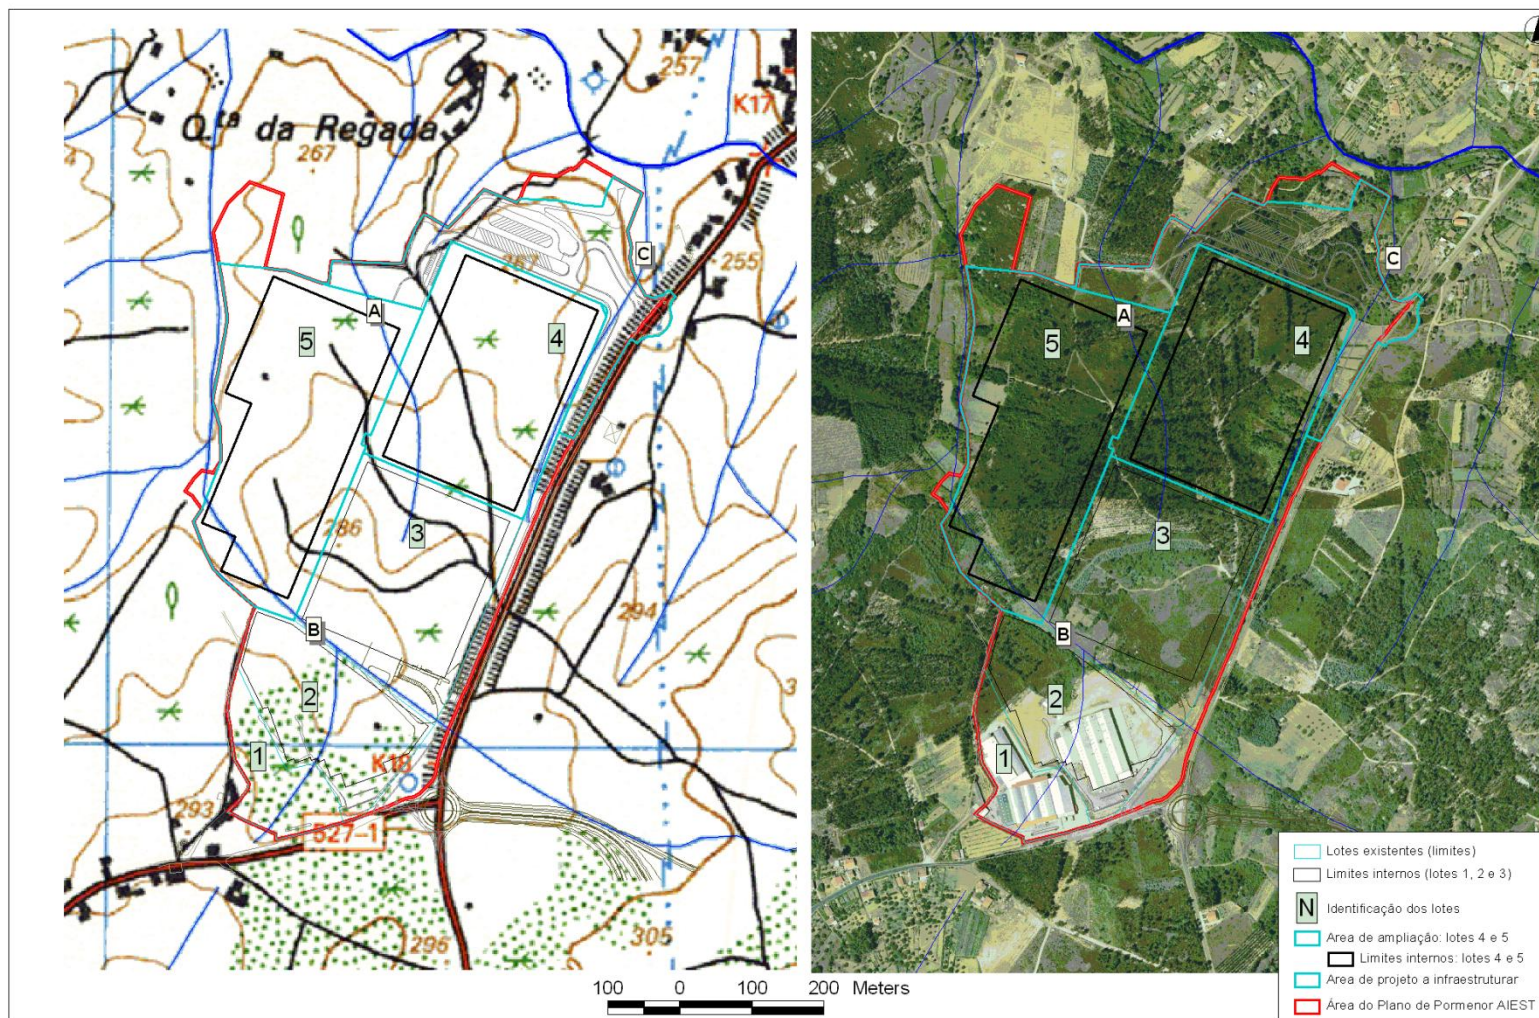 257
K17
Qta da Regada
267
C
255
267
A
5
4
3
286
294
B
2
1
K18
293
527-1
296
305
C
A
5
4
3
B
2
1
Lotes existentes (limites)
Limites internos (lotes 1, 2 e 3)
N Identificação dos lotes
Area de ampliação: lotes 4 e 5
Limites internos: lotes 4 e 5
Area de projeto a infraestruturar
Área do Plano de Pormenor AIEST
100 0 100 200 Meters